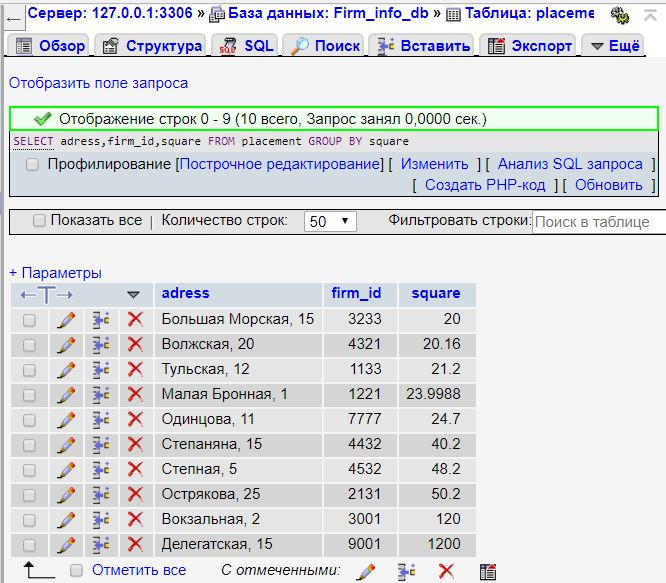 Сервер: 127.0.0.1:3306 » База данных: Firm_info_db » Таблица: placeme
Обзор Структура SQL Поиск Вставить Экспорт Ещё
Отобразить поле запроса
Отображение строк 0 - 9 (10 всего, Запрос занял 0,0000 сек.)
SELECT adress,firm_id,square FROM placement GROUP BY square
Профилирование [Построчное редактирование] [ Изменить ] [ Анализ SQL запроса ]
[ Создать PHP-код ] [ Обновить ]
Показать все | Количество строк: 50 Фильтровать строки: Поиск в таблице
+ Параметры
adress firm_id square
Большая Морская, 15 3233 20
Волжская, 20 4321 20.16
Тульская, 12 1133 21.2
Малая Бронная, 1 1221 23.9988
Одинцова, 11 7777 24.7
Степаняна, 15 4432 40.2
Степная, 5 4532 48.2
Острякова, 25 2131 50.2
Вокзальная, 2 3001 120
Делегатская, 15 9001 1200
Отметить все С отмеченными: